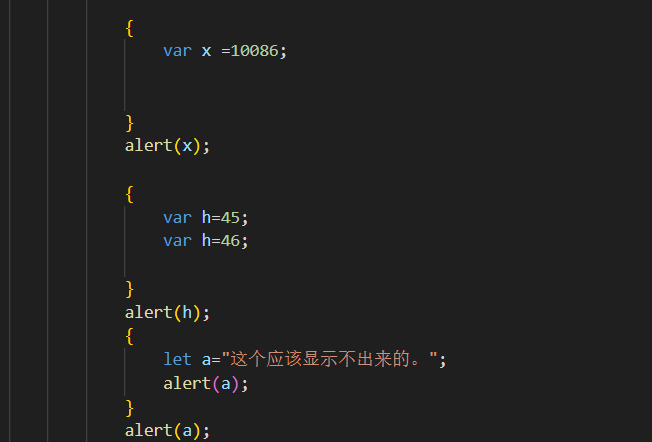 {
var x =10086;
}
alert(x);
{
var h=45;
var h=46;
}
alert(h);
{
let a="这个应该显示不出来的。";
alert(a);
}
alert(a);